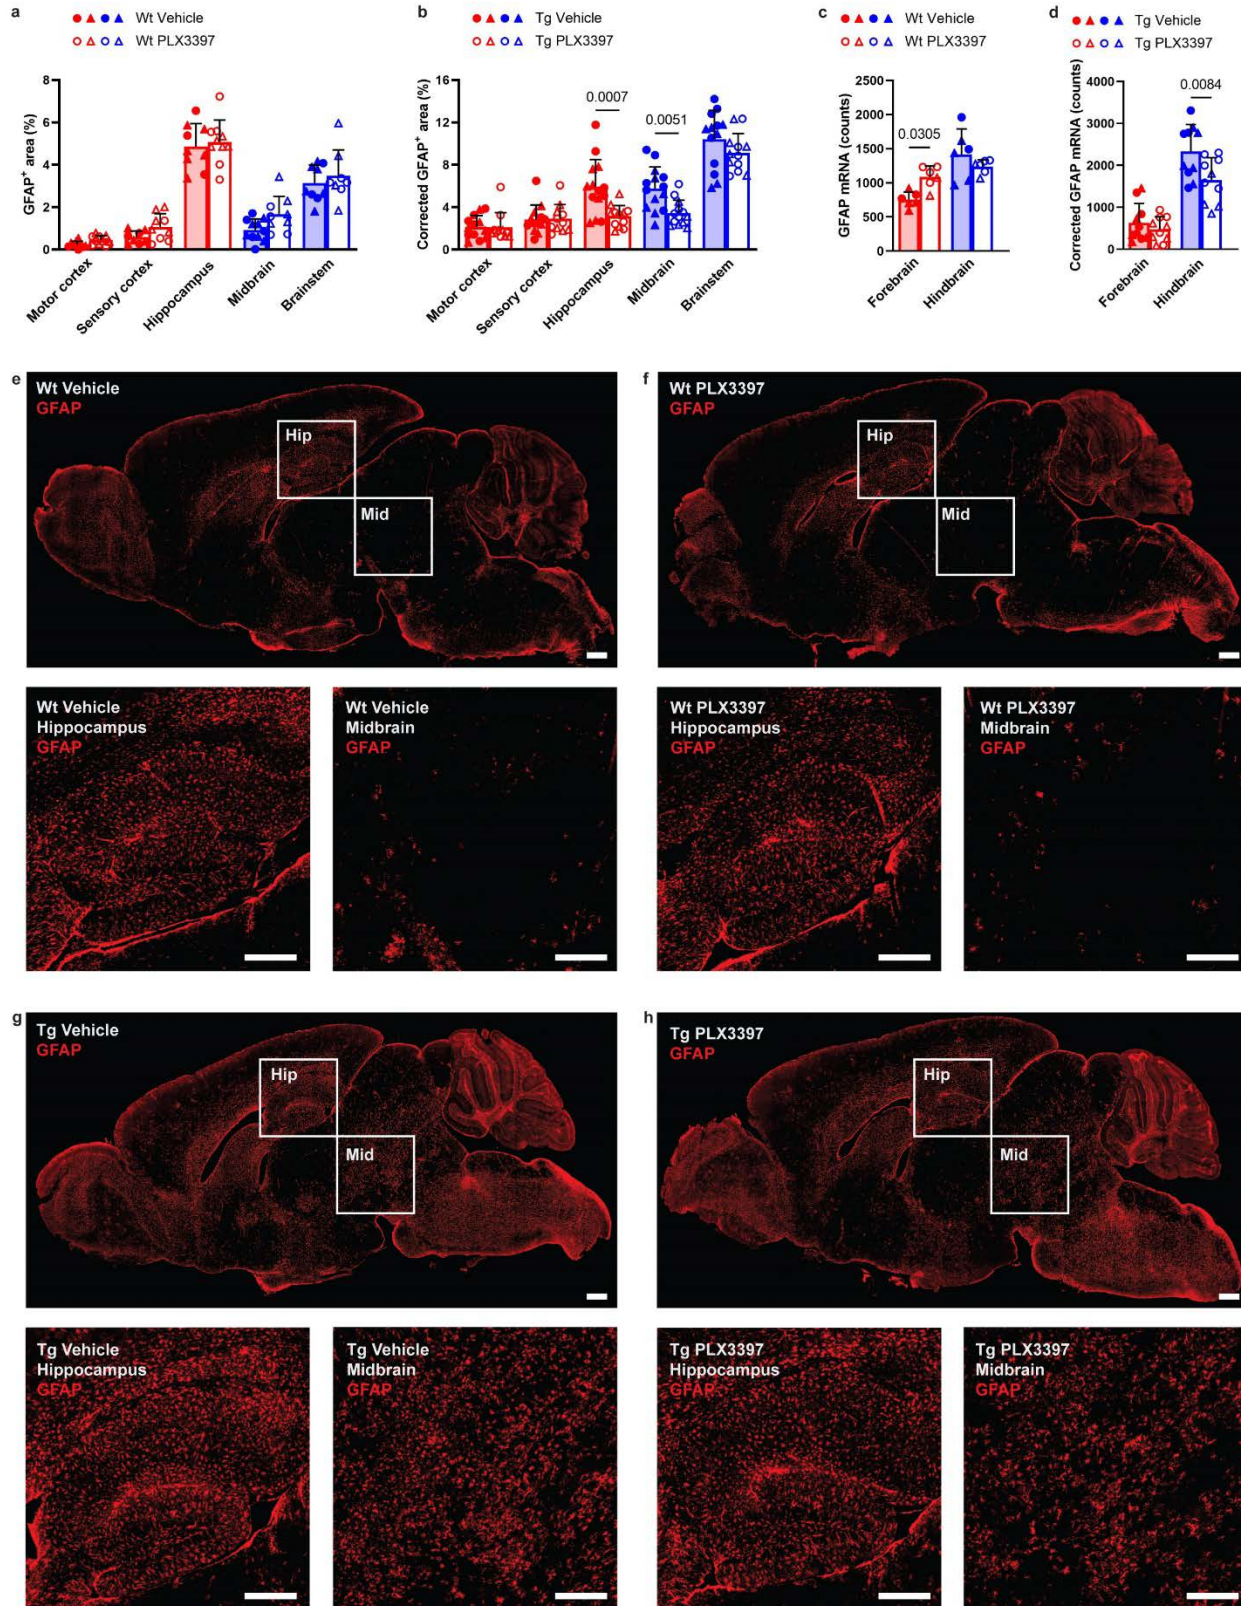 a
Wt Vehicle
Wt PLX3397
GFAP+ area (%)
8
6
4
2
0
Motor cortex
Sensory cortex
Hippocampus
Midbrain
Brainstem
b
Tg Vehicle
Tg PLX3397
Corrected GFAP+ area (%)
16
12
8
4
0
0.0007
0.0051
Motor cortex
Sensory cortex
Hippocampus
Midbrain
Brainstem
c
Wt Vehicle
Wt PLX3397
GFAP mRNA (counts)
2500
2000
1500
1000
500
0
0.0305
Forebrain
Hindbrain
d
Tg Vehicle
Tg PLX3397
Corrected GFAP mRNA (counts)
4000
3000
2000
1000
0
0.0084
Forebrain
Hindbrain
e
Wt Vehicle
GFAP
Hip
Mid
f
Wt PLX3397
GFAP
Hip
Mid
Wt Vehicle
Hippocampus
GFAP
Wt Vehicle
Midbrain
GFAP
Wt PLX3397
Hippocampus
GFAP
Wt PLX3397
Midbrain
GFAP
g
Tg Vehicle
GFAP
Hip
Mid
h
Tg PLX3397
GFAP
Hip
Mid
Tg Vehicle
Hippocampus
GFAP
Tg Vehicle
Midbrain
GFAP
Tg PLX3397
Hippocampus
GFAP
Tg PLX3397
Midbrain
GFAP